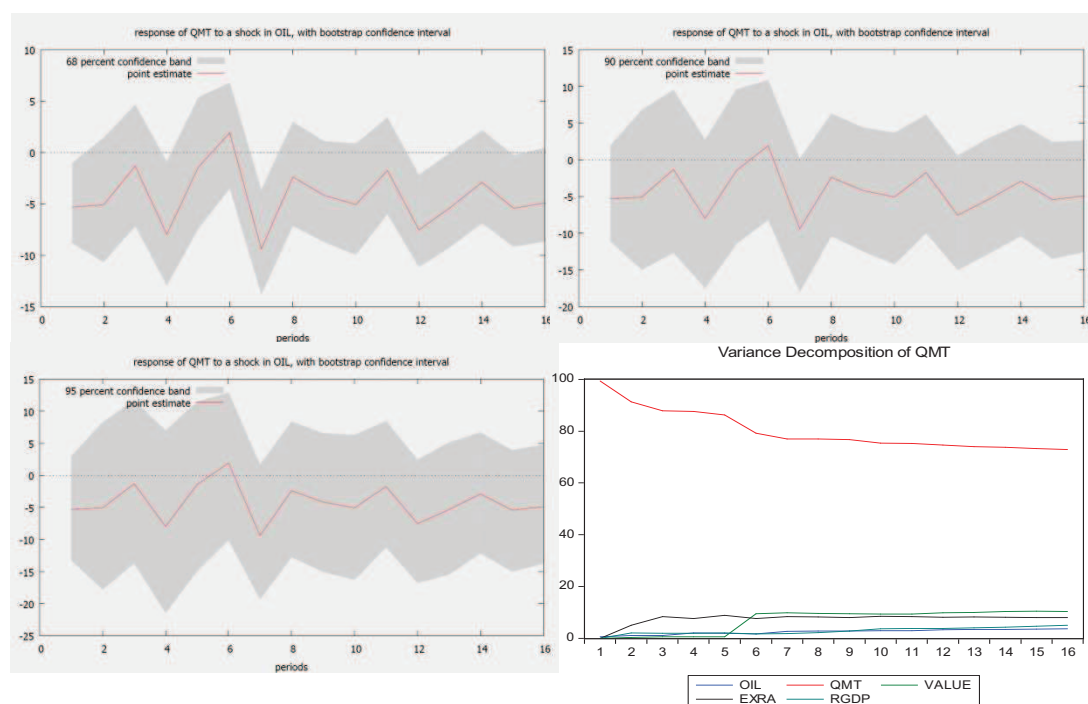 response of QMT to a shock in OIL, with bootstrap confidence interval
68 percent confidence band
point estimate
10
5
0
-5
-10
-15
0 2 4 6 8 10 12 14 16
periods
response of QMT to a shock in OIL, with bootstrap confidence interval
90 percent confidence band
point estimate
15
10
5
0
-5
-10
-15
-20
0 2 4 6 8 10 12 14 16
periods
response of QMT to a shock in OIL, with bootstrap confidence interval
95 percent confidence band
point estimate
15
10
5
0
-5
-10
-15
-20
-25
0 2 4 6 8 10 12 14 16
periods
Variance Decomposition of QMT
100
80
60
40
20
0
1 2 3 4 5 6 7 8 9 10 11 12 13 14 15 16
OIL QMT VALUE
EXRA RGDP